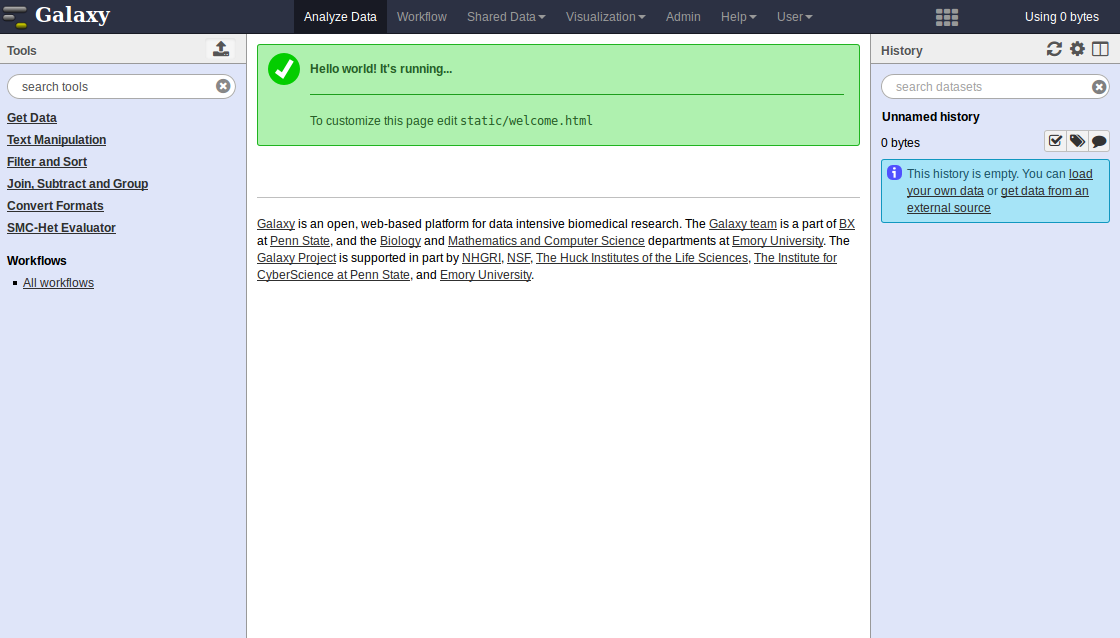 Galaxy
Analyze Data Workflow Shared Data Visualization Admin Help User
Using 0 bytes
Tools
search tools
Get Data
Text Manipulation
Filter and Sort
Join, Subtract and Group
Convert Formats
SMC-Het Evaluator
Workflows
All workflows
Hello world! It's running...
To customize this page edit static/welcome.html
Galaxy is an open, web-based platform for data intensive biomedical research. The Galaxy team is a part of BX
at Penn State, and the Biology and Mathematics and Computer Science departments at Emory University. The
Galaxy Project is supported in part by NHGRI, NSF, The Huck Institutes of the Life Sciences, The Institute for
CyberScience at Penn State, and Emory University.
History
search datasets
Unnamed history
0 bytes
This history is empty. You can load
your own data or get data from an
external source